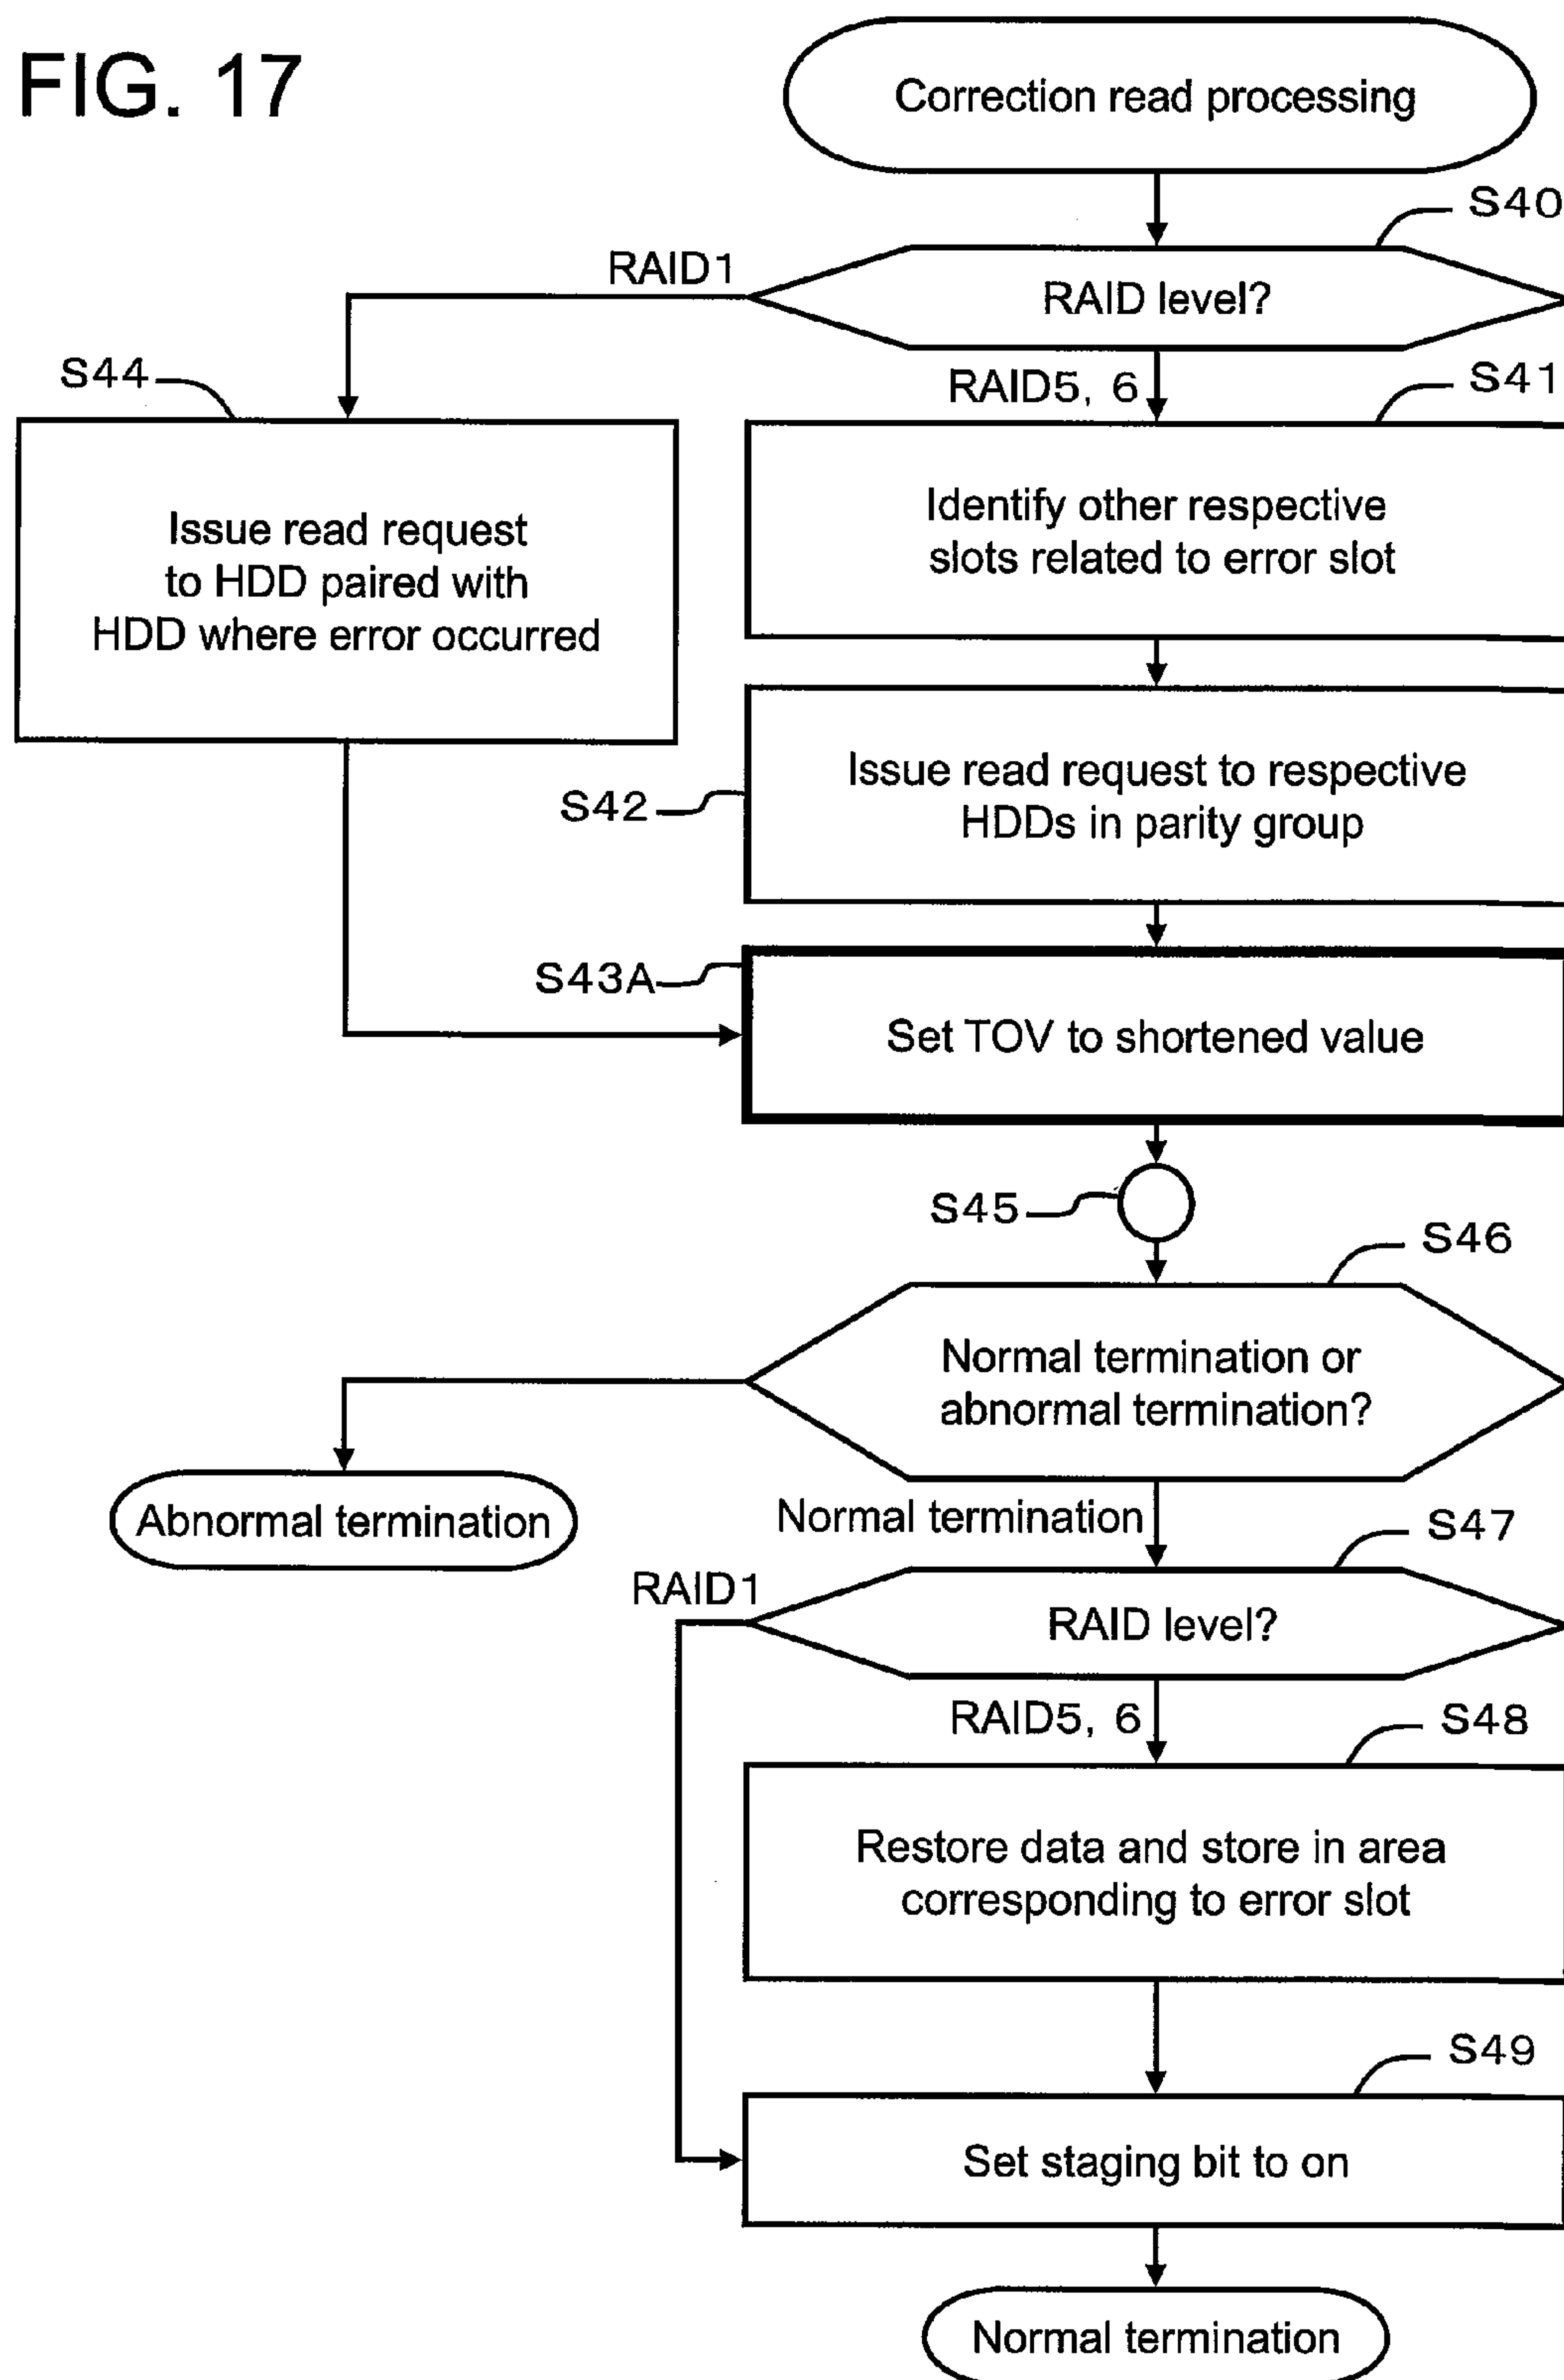 FIG. 17
Correction read processing
S40
RAID level?
RAID1
RAID5, 6
S44
S41
Issue read request
to HDD paired with
HDD where error occurred
Identify other respective
slots related to error slot
S42
Issue read request to respective
HDDs in parity group
S43A
Set TOV to shortened value
S45
S46
Normal termination or
abnormal termination?
Abnormal termination
Normal termination
S47
RAID1
RAID level?
RAID5, 6
S48
Restore data and store in area
corresponding to error slot
S49
Set staging bit to on
Normal termination